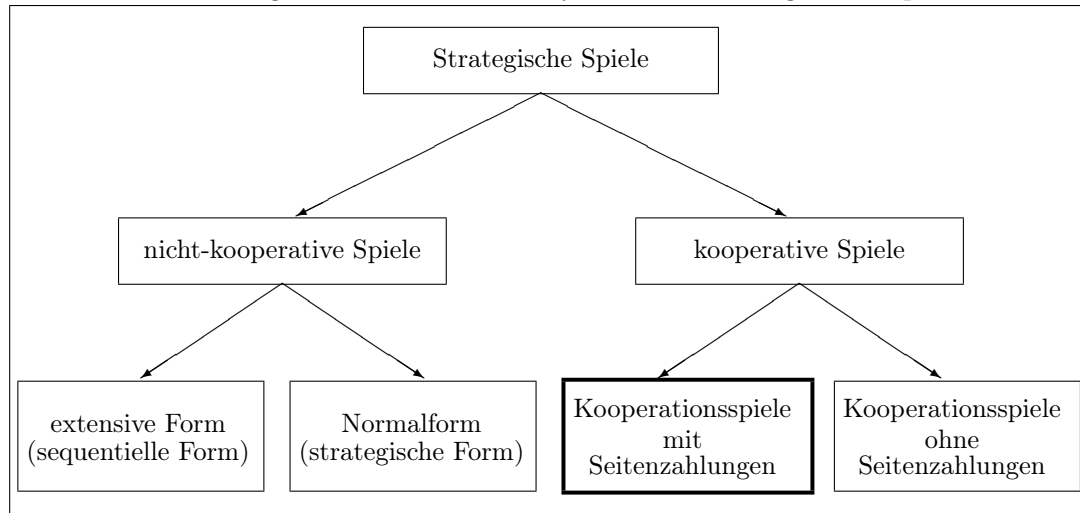 Strategische Spiele
nicht-kooperative Spiele
kooperative Spiele
extensive Form
(sequentielle Form)
Normalform
(strategische Form)
Kooperationsspiele
mit
Seitenzahlungen
Kooperationsspiele
ohne
Seitenzahlungen